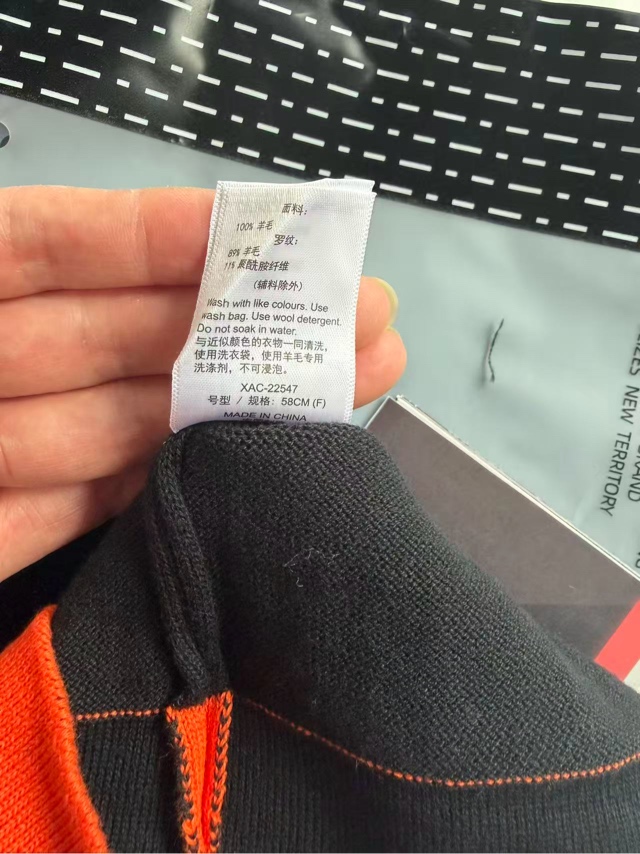 面料:
100% 羊毛
罗纹:
89% 羊毛
11% 聚酰胺纤维
(辅料除外)
Wash with like colours. Use
wash bag. Use wool detergent.
Do not soak in water.
与近似颜色的衣物一同清洗,
使用洗衣袋, 使用羊毛专用
洗涤剂, 不可浸泡。
XAC-22547
号型 / 规格: 58CM (F)
MADE IN CHINA
NEW TERRITORY